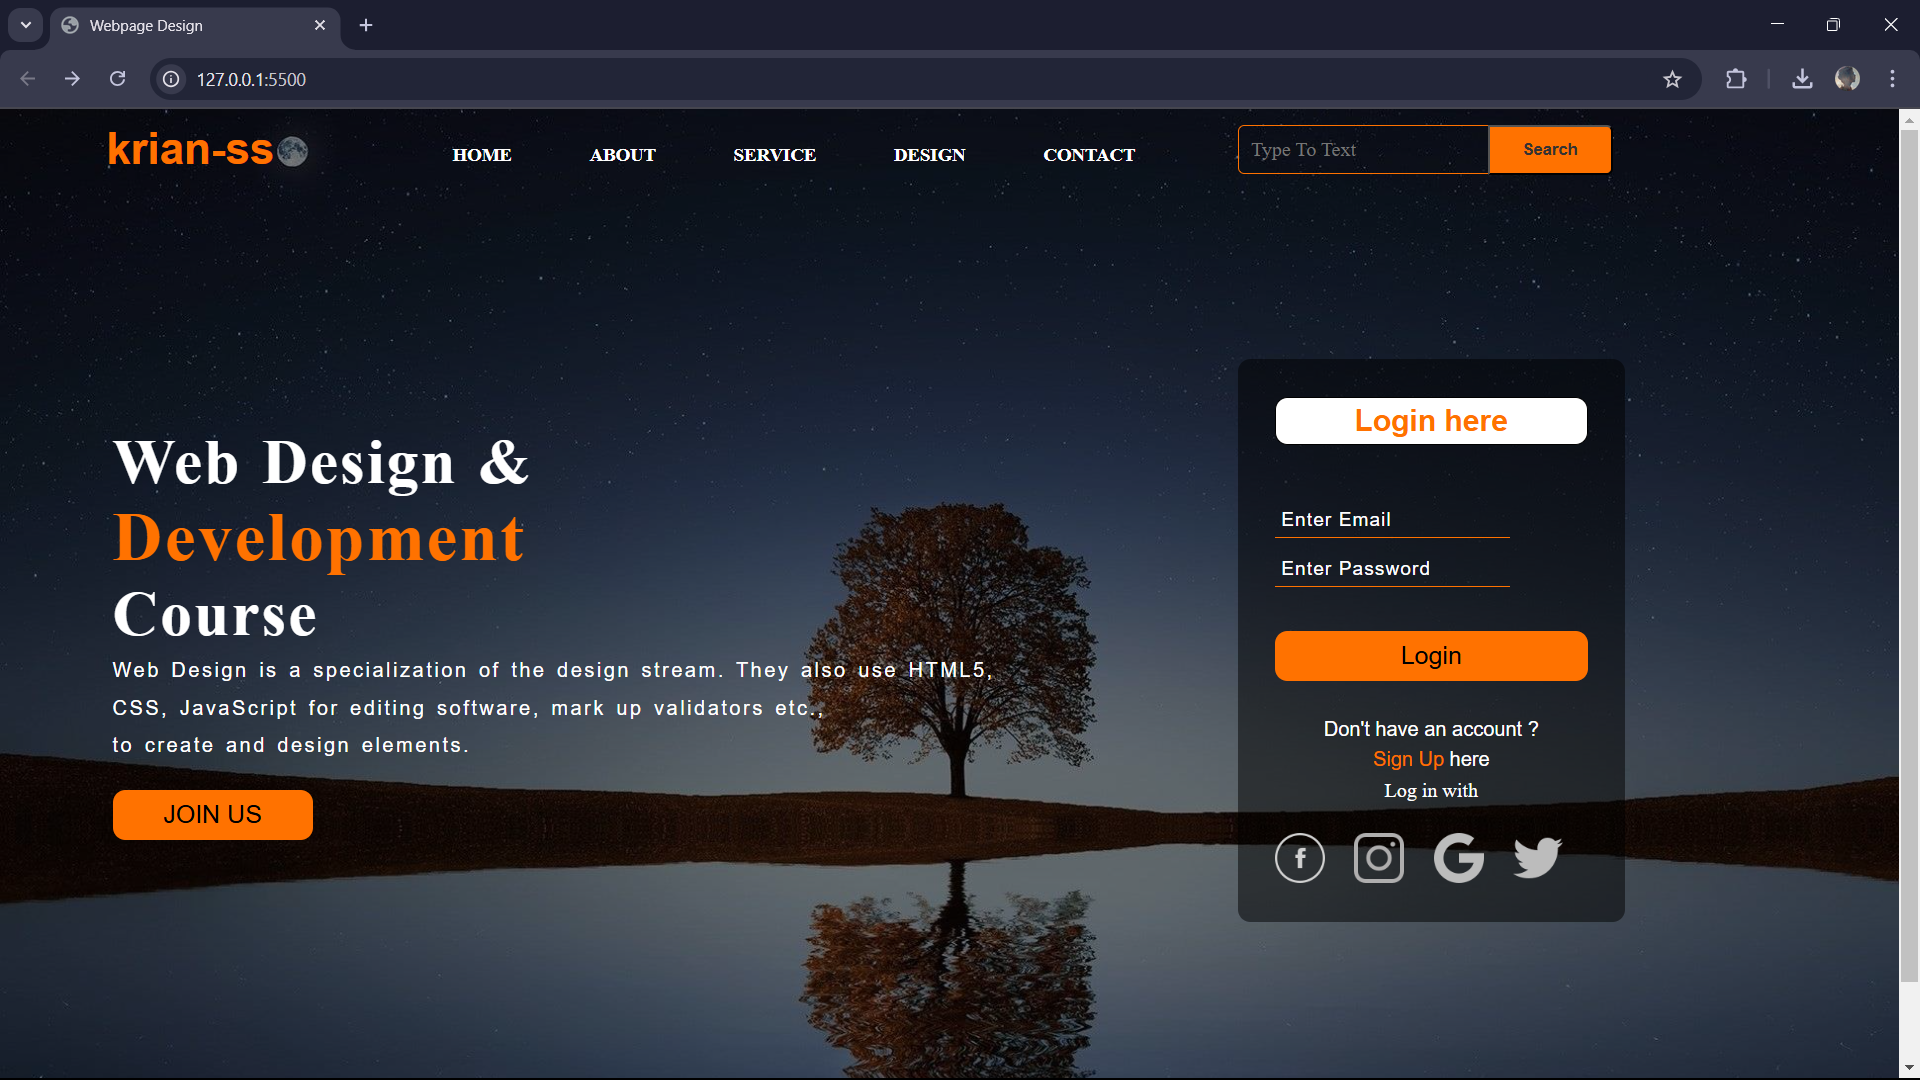 Webpage Design
127.0.0.1:5500
krian-ss
HOME
ABOUT
SERVICE
DESIGN
CONTACT
Type To Text
Search
Web Design &
Development
Course
Web Design is a specialization of the design stream. They also use HTML5,
CSS, JavaScript for editing software, mark up validators etc.,
to create and design elements.
JOIN US
Login here
Enter Email
Enter Password
Login
Don't have an account ?
Sign Up here
Log in with